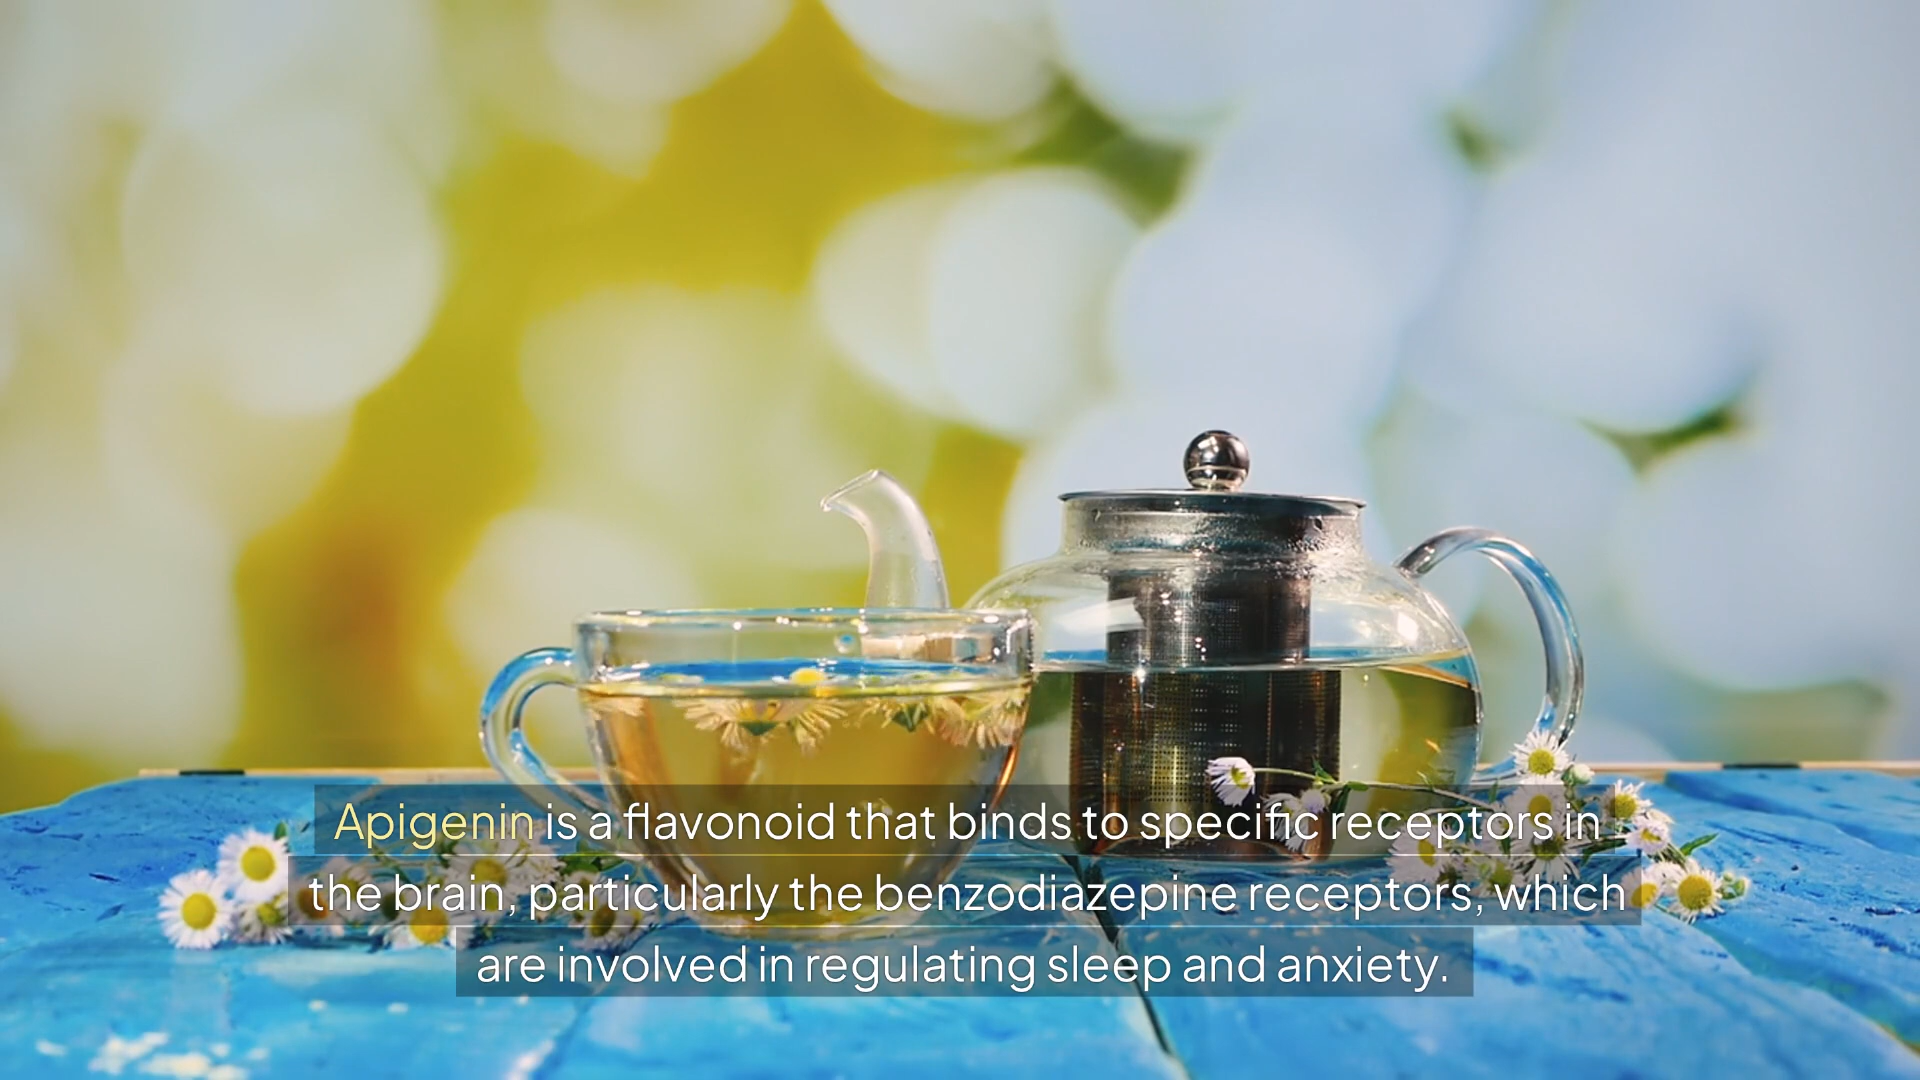 Apigenin is a flavonoid that binds to specific receptors in
the brain, particularly the benzodiazepine receptors, which
are involved in regulating sleep and anxiety.